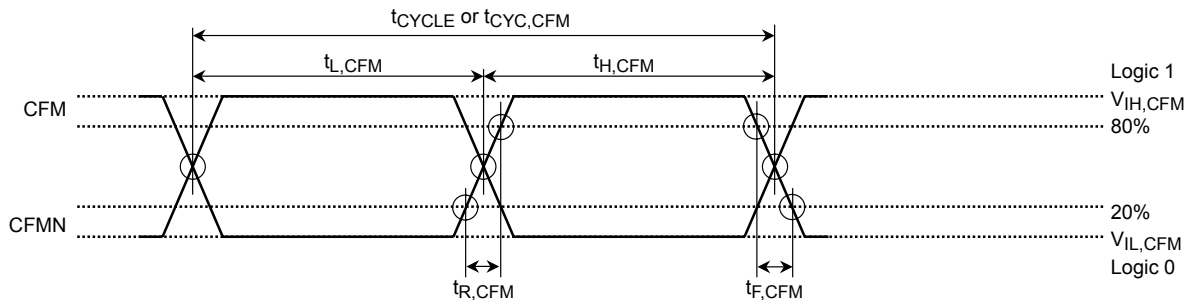 tCYCLE or tCYC,CFM
tL,CFM
tH,CFM
Logic 1
CFM
VIH,CFM
80%
CFMN
20%
VIL,CFM
Logic 0
tR,CFM
tF,CFM